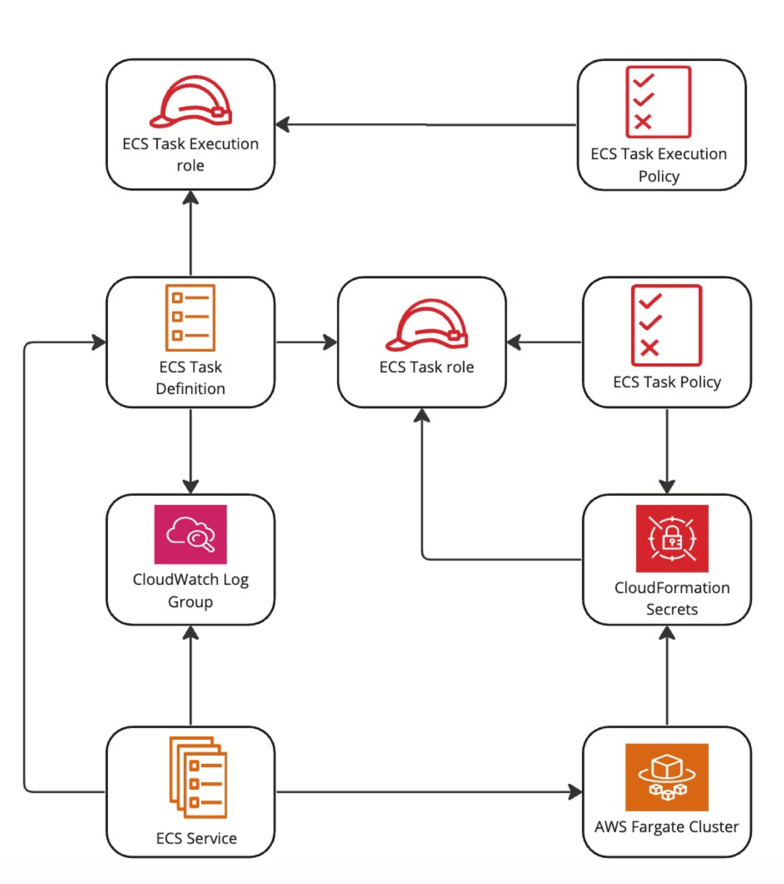 ECS Task Execution
role
ECS Task Execution
Policy
ECS Task
Definition
ECS Task role
ECS Task Policy
CloudWatch Log
Group
CloudFormation
Secrets
ECS Service
AWS Fargate Cluster